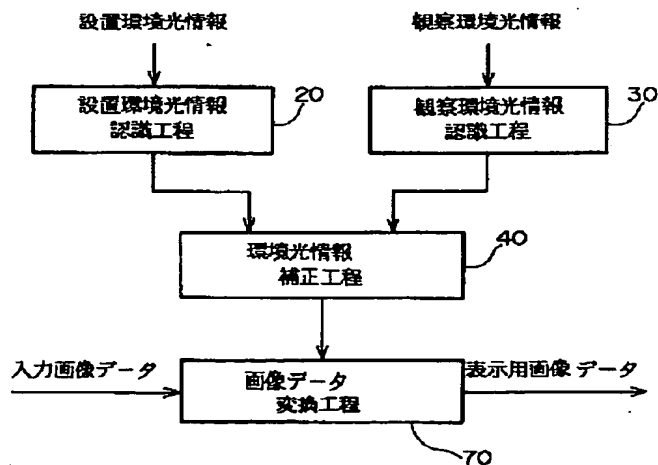 設置環境光情報
観察環境光情報
設置環境光情報
認識工程
20
観察環境光情報
認識工程
30
環境光情報
補正工程
40
入力画像データ
画像データ
変換工程
表示用画像データ
70